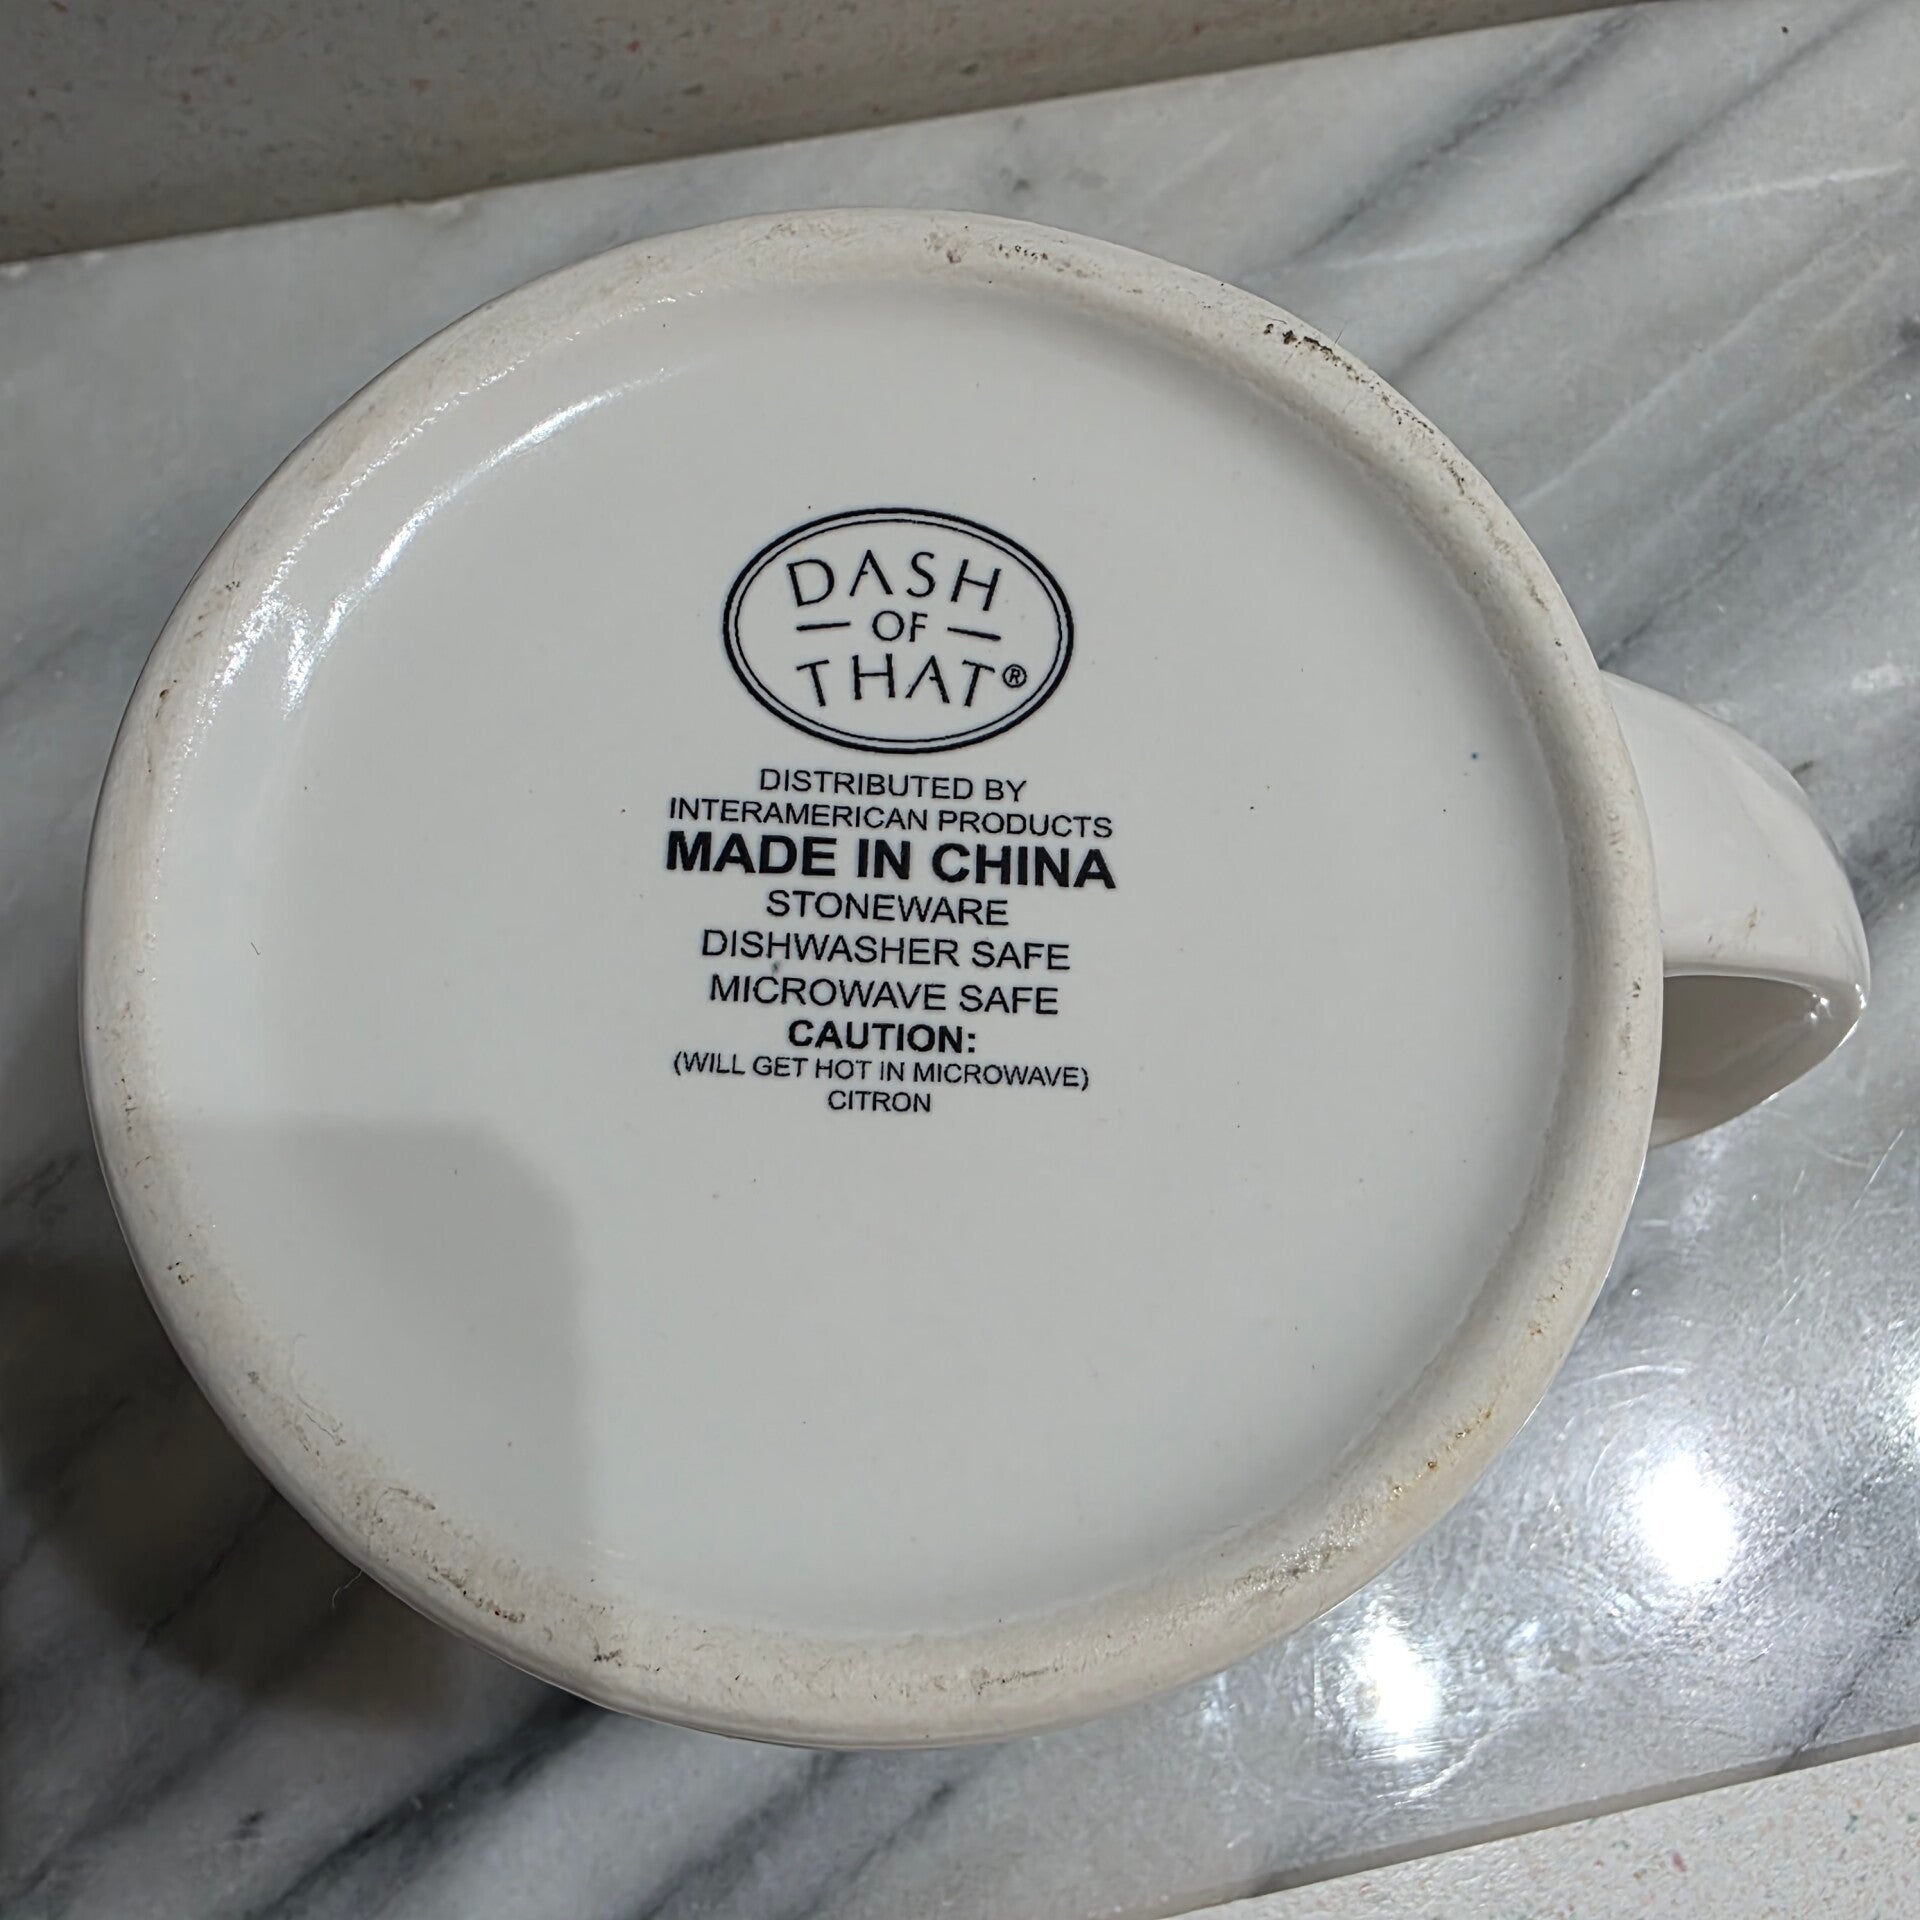 DASH
OF
THAT®
DISTRIBUTED BY
INTERAMERICAN PRODUCTS
MADE IN CHINA
STONEWARE
DISHWASHER SAFE
MICROWAVE SAFE
CAUTION:
(WILL GET HOT IN MICROWAVE)
CITRON